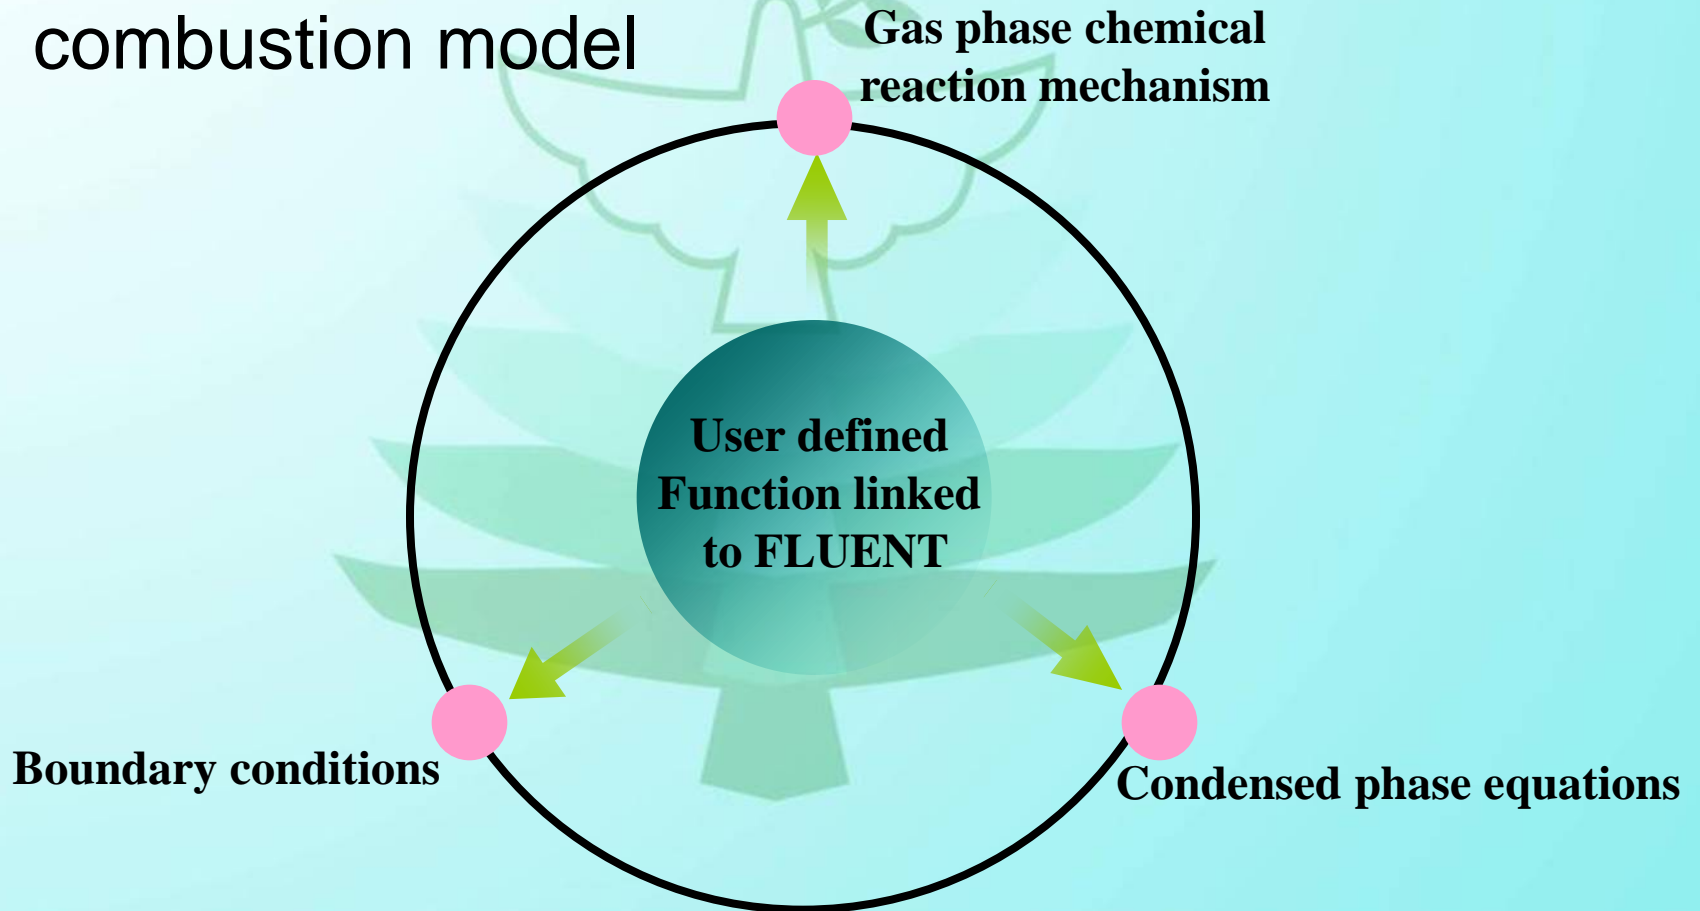 combustion model
Gas phase chemical
reaction mechanism
User defined
Function linked
to FLUENT
Boundary conditions
Condensed phase equations